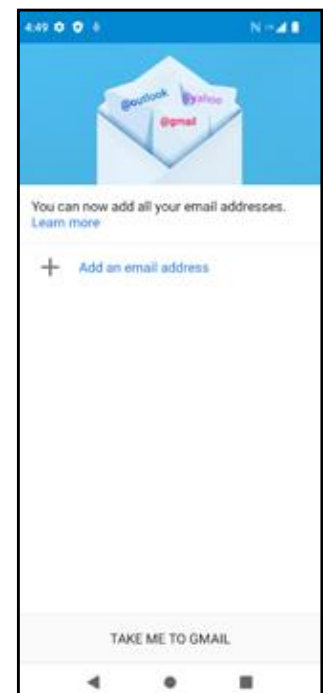 4:49
@outlook @yahoo
@gmail
You can now add all your email addresses.
Learn more
Add an email address
TAKE ME TO GMAIL